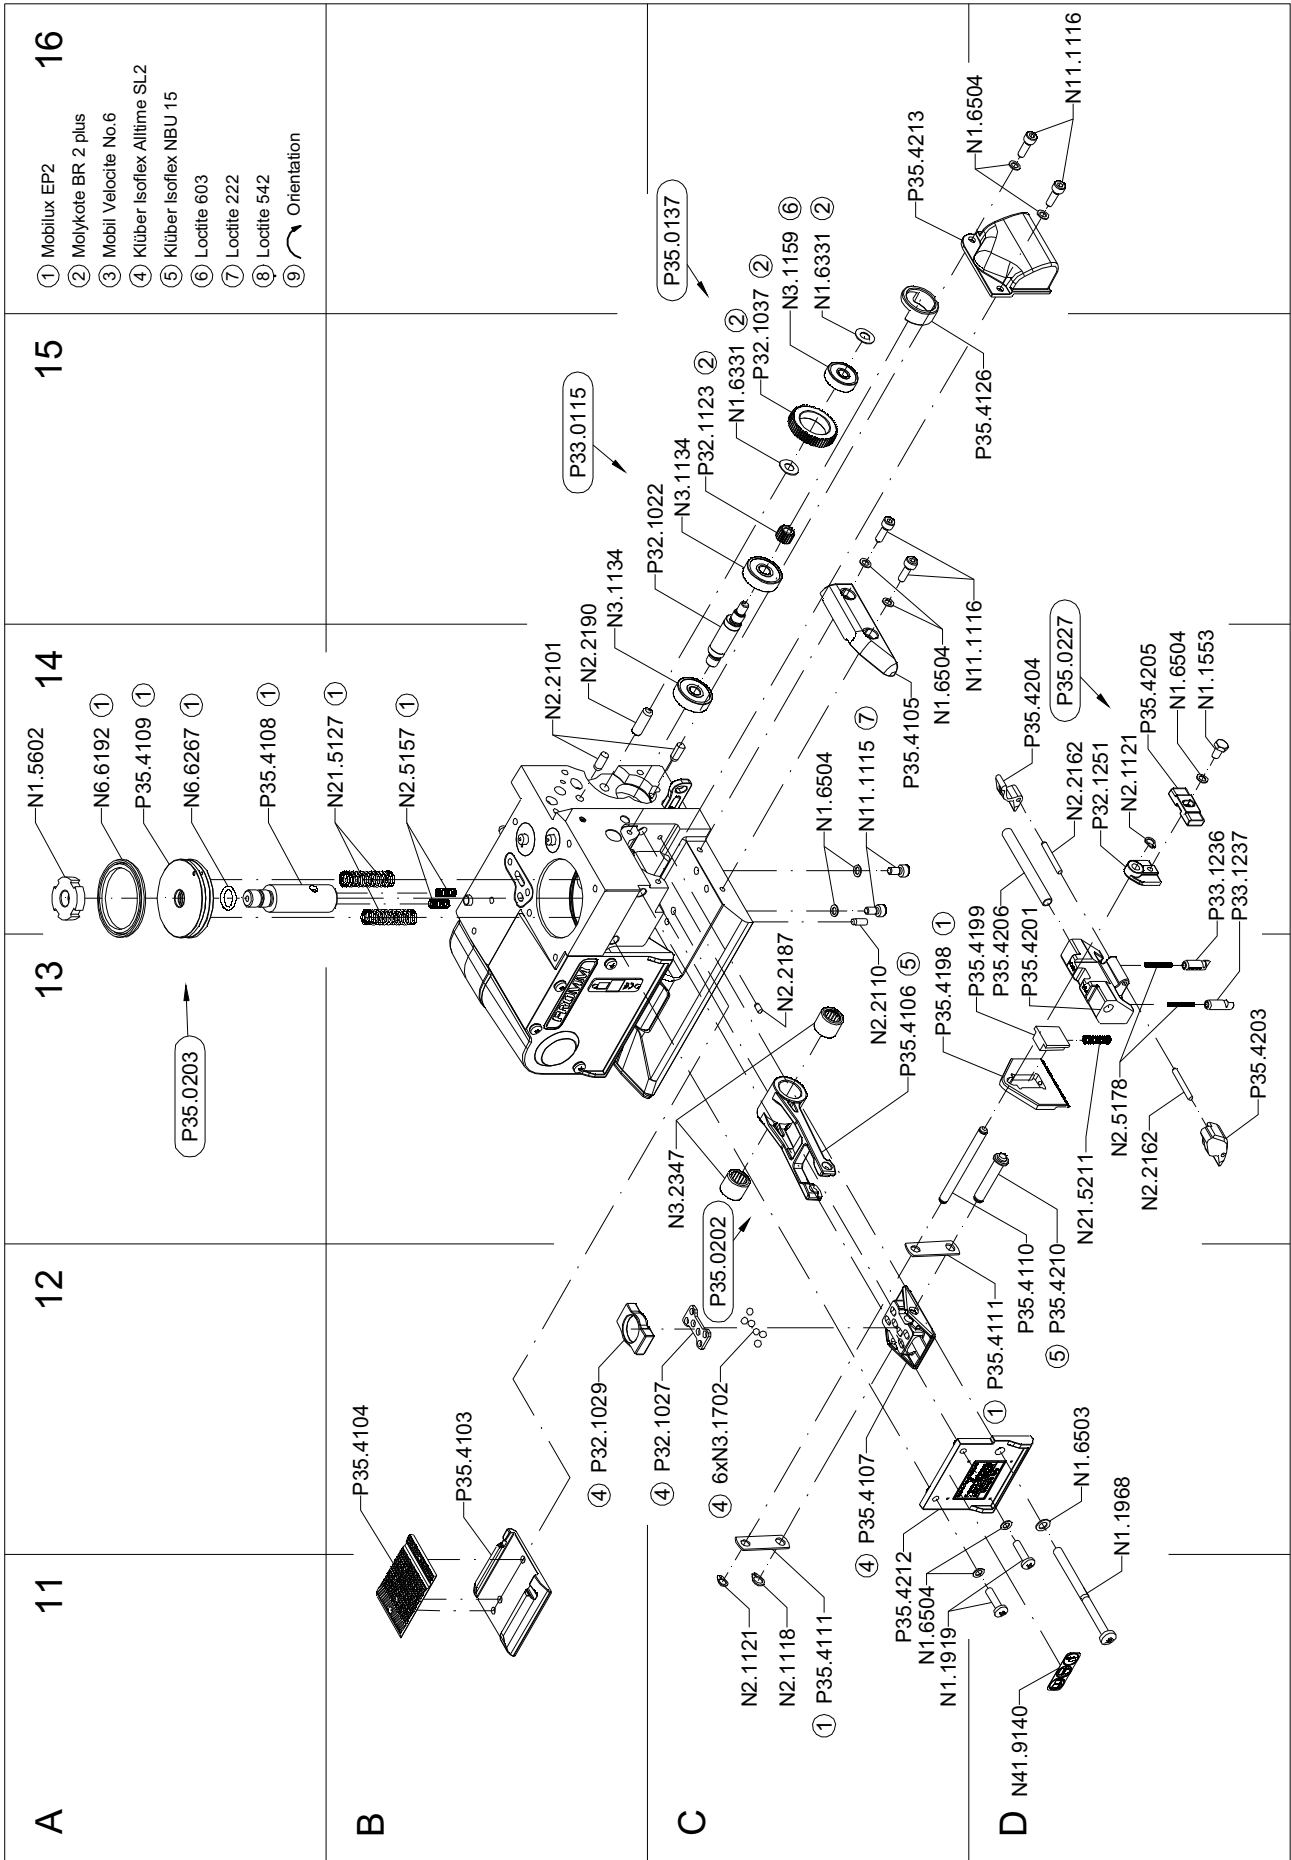 A
B
C
D
11
12
13
14
15
16
① Mobilux EP2
② Molykote BR 2 plus
③ Mobil Velocite No.6
④ Klüber Isoflex Alltime SL2
⑤ Klüber Isoflex NBU 15
⑥ Loctite 603
⑦ Loctite 222
⑧ Loctite 542
⑨ Orientation
P35.0203
N1.5602
N6.6192 ①
P35.4109 ①
N6.6267 ①
P35.4108 ①
N21.5127 ①
N2.5157 ①
P35.4104
P35.4103
④ P32.1029
④ P32.1027
④ 6xN3.1702
FROMM
P33.0115
N2.2101
N2.2190
N3.1134
P32.1022
N3.1134
P32.1123 ②
N1.6331 ②
P32.1037 ②
N3.1159 ⑥
N1.6331 ②
P35.0137
N3.2347
P35.0202
N2.2187
N2.2110
P35.4106 ⑤
N1.6504
N11.1115 ⑦
P35.4105
N1.6504
N11.1116
P35.4126
P35.4213
N1.6504
N11.1116
N2.1121
N2.1118
① P35.4111
④ P35.4107
P35.4212
N1.6504
N1.1919
N41.9140
N1.1968
N1.6503
① P35.4111
P35.4110
⑤ P35.4210
N21.5211
P35.4198 ①
P35.4199
P35.4206
P35.4201
N2.5178
N2.2162
P35.4203
P33.1236
P33.1237
P35.4204
P35.0227
N2.2162
P32.1251
N2.1121
P35.4205
N1.6504
N1.1553